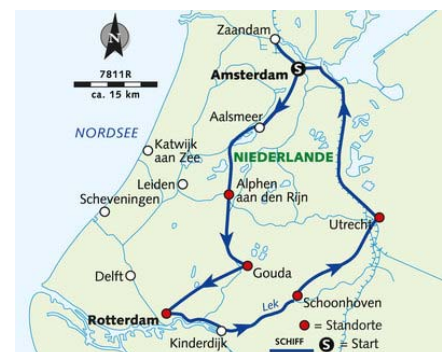 Zaandam
N
7811R
ca. 15 km
Amsterdam
S
Aalsmeer
NORDSEE
Katwijk
aan Zee
NIEDERLANDE
Leiden
Alphen
aan den Rijn
Scheveningen
Utrecht
Delft
Gouda
Lek
Schoonhoven
Rotterdam
Kinderdijk
= Standorte
SCHIFF
S = Start